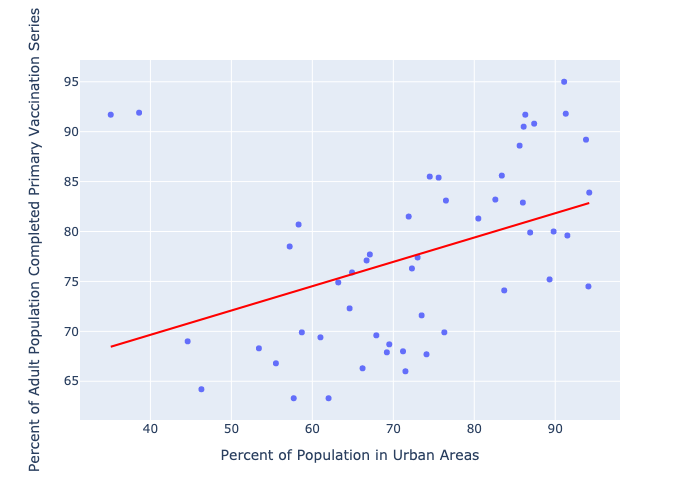 Percent of Adult Population Completed Primary Vaccination Series
95
90
85
80
75
70
65
40 50 60 70 80 90
Percent of Population in Urban Areas